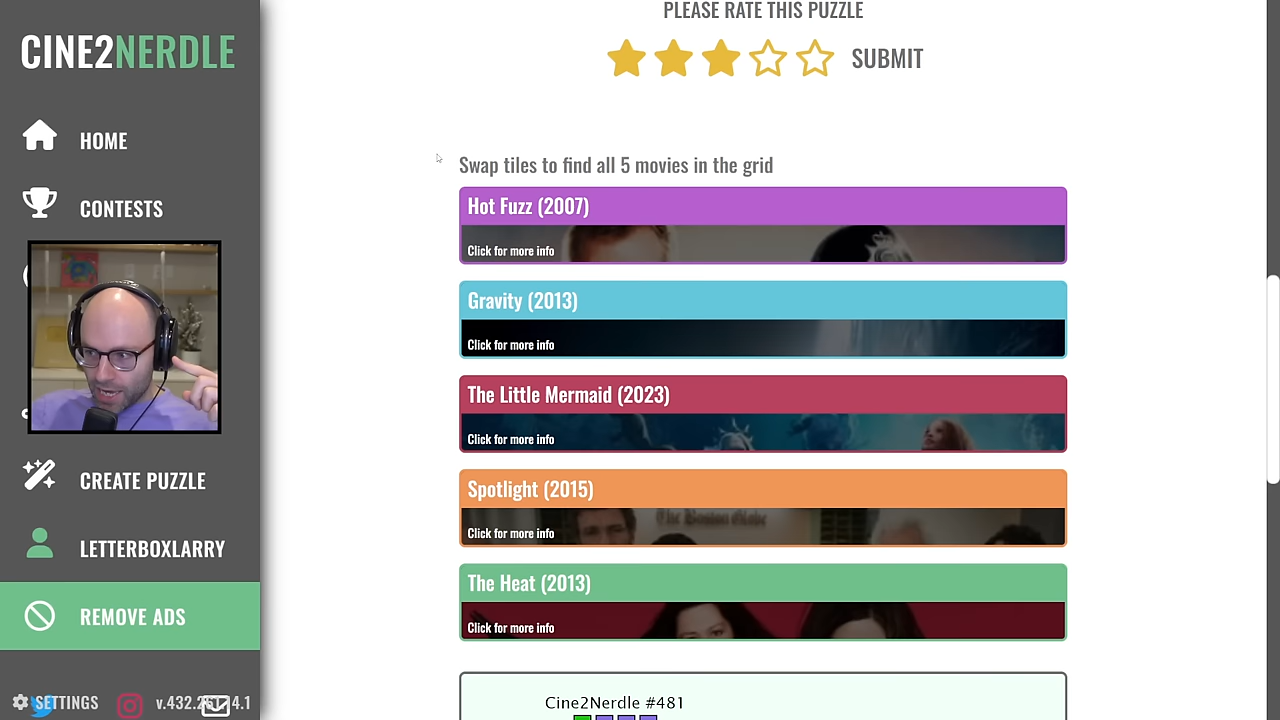 PLEASE RATE THIS PUZZLE
CINE2NERDLE
SUBMIT
HOME
Swap tiles to find all 5 movies in the grid
CONTESTS
Hot Fuzz (2007)
Click for more info
Gravity (2013)
Click for more info
The Little Mermaid (2023)
Click for more info
CREATE PUZZLE
Spotlight (2015)
The Boston Globe
Click for more info
LETTERBOXLARRY
The Heat (2013)
REMOVE ADS
Click for more info
SETTINGS
Cine2Nerdle #481